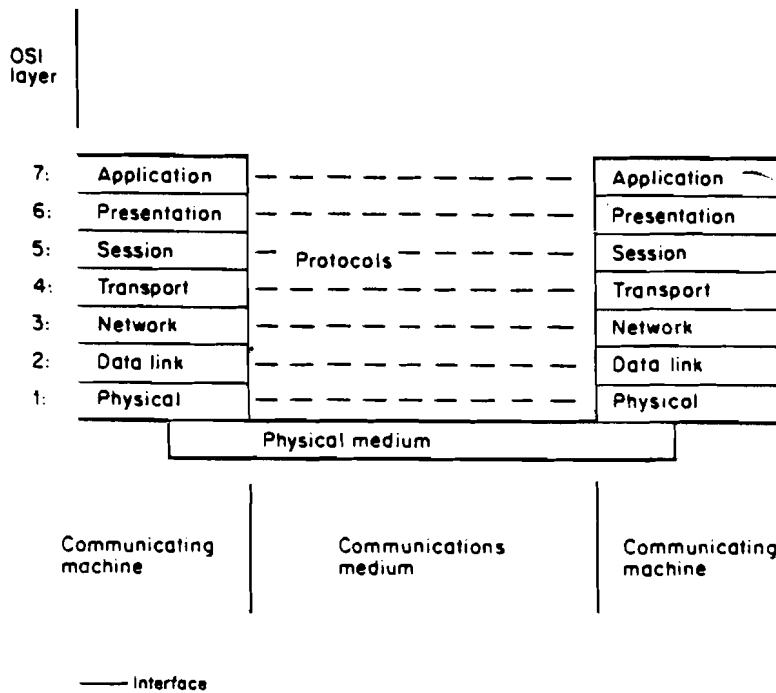 OSI
layer
7: Application Application
6: Presentation Presentation
5: Session Protocols Session
4: Transport Transport
3: Network Network
2: Data link Data link
1: Physical Physical
Physical medium
Communicating
machine
Communications
medium
Communicating
machine
Interface